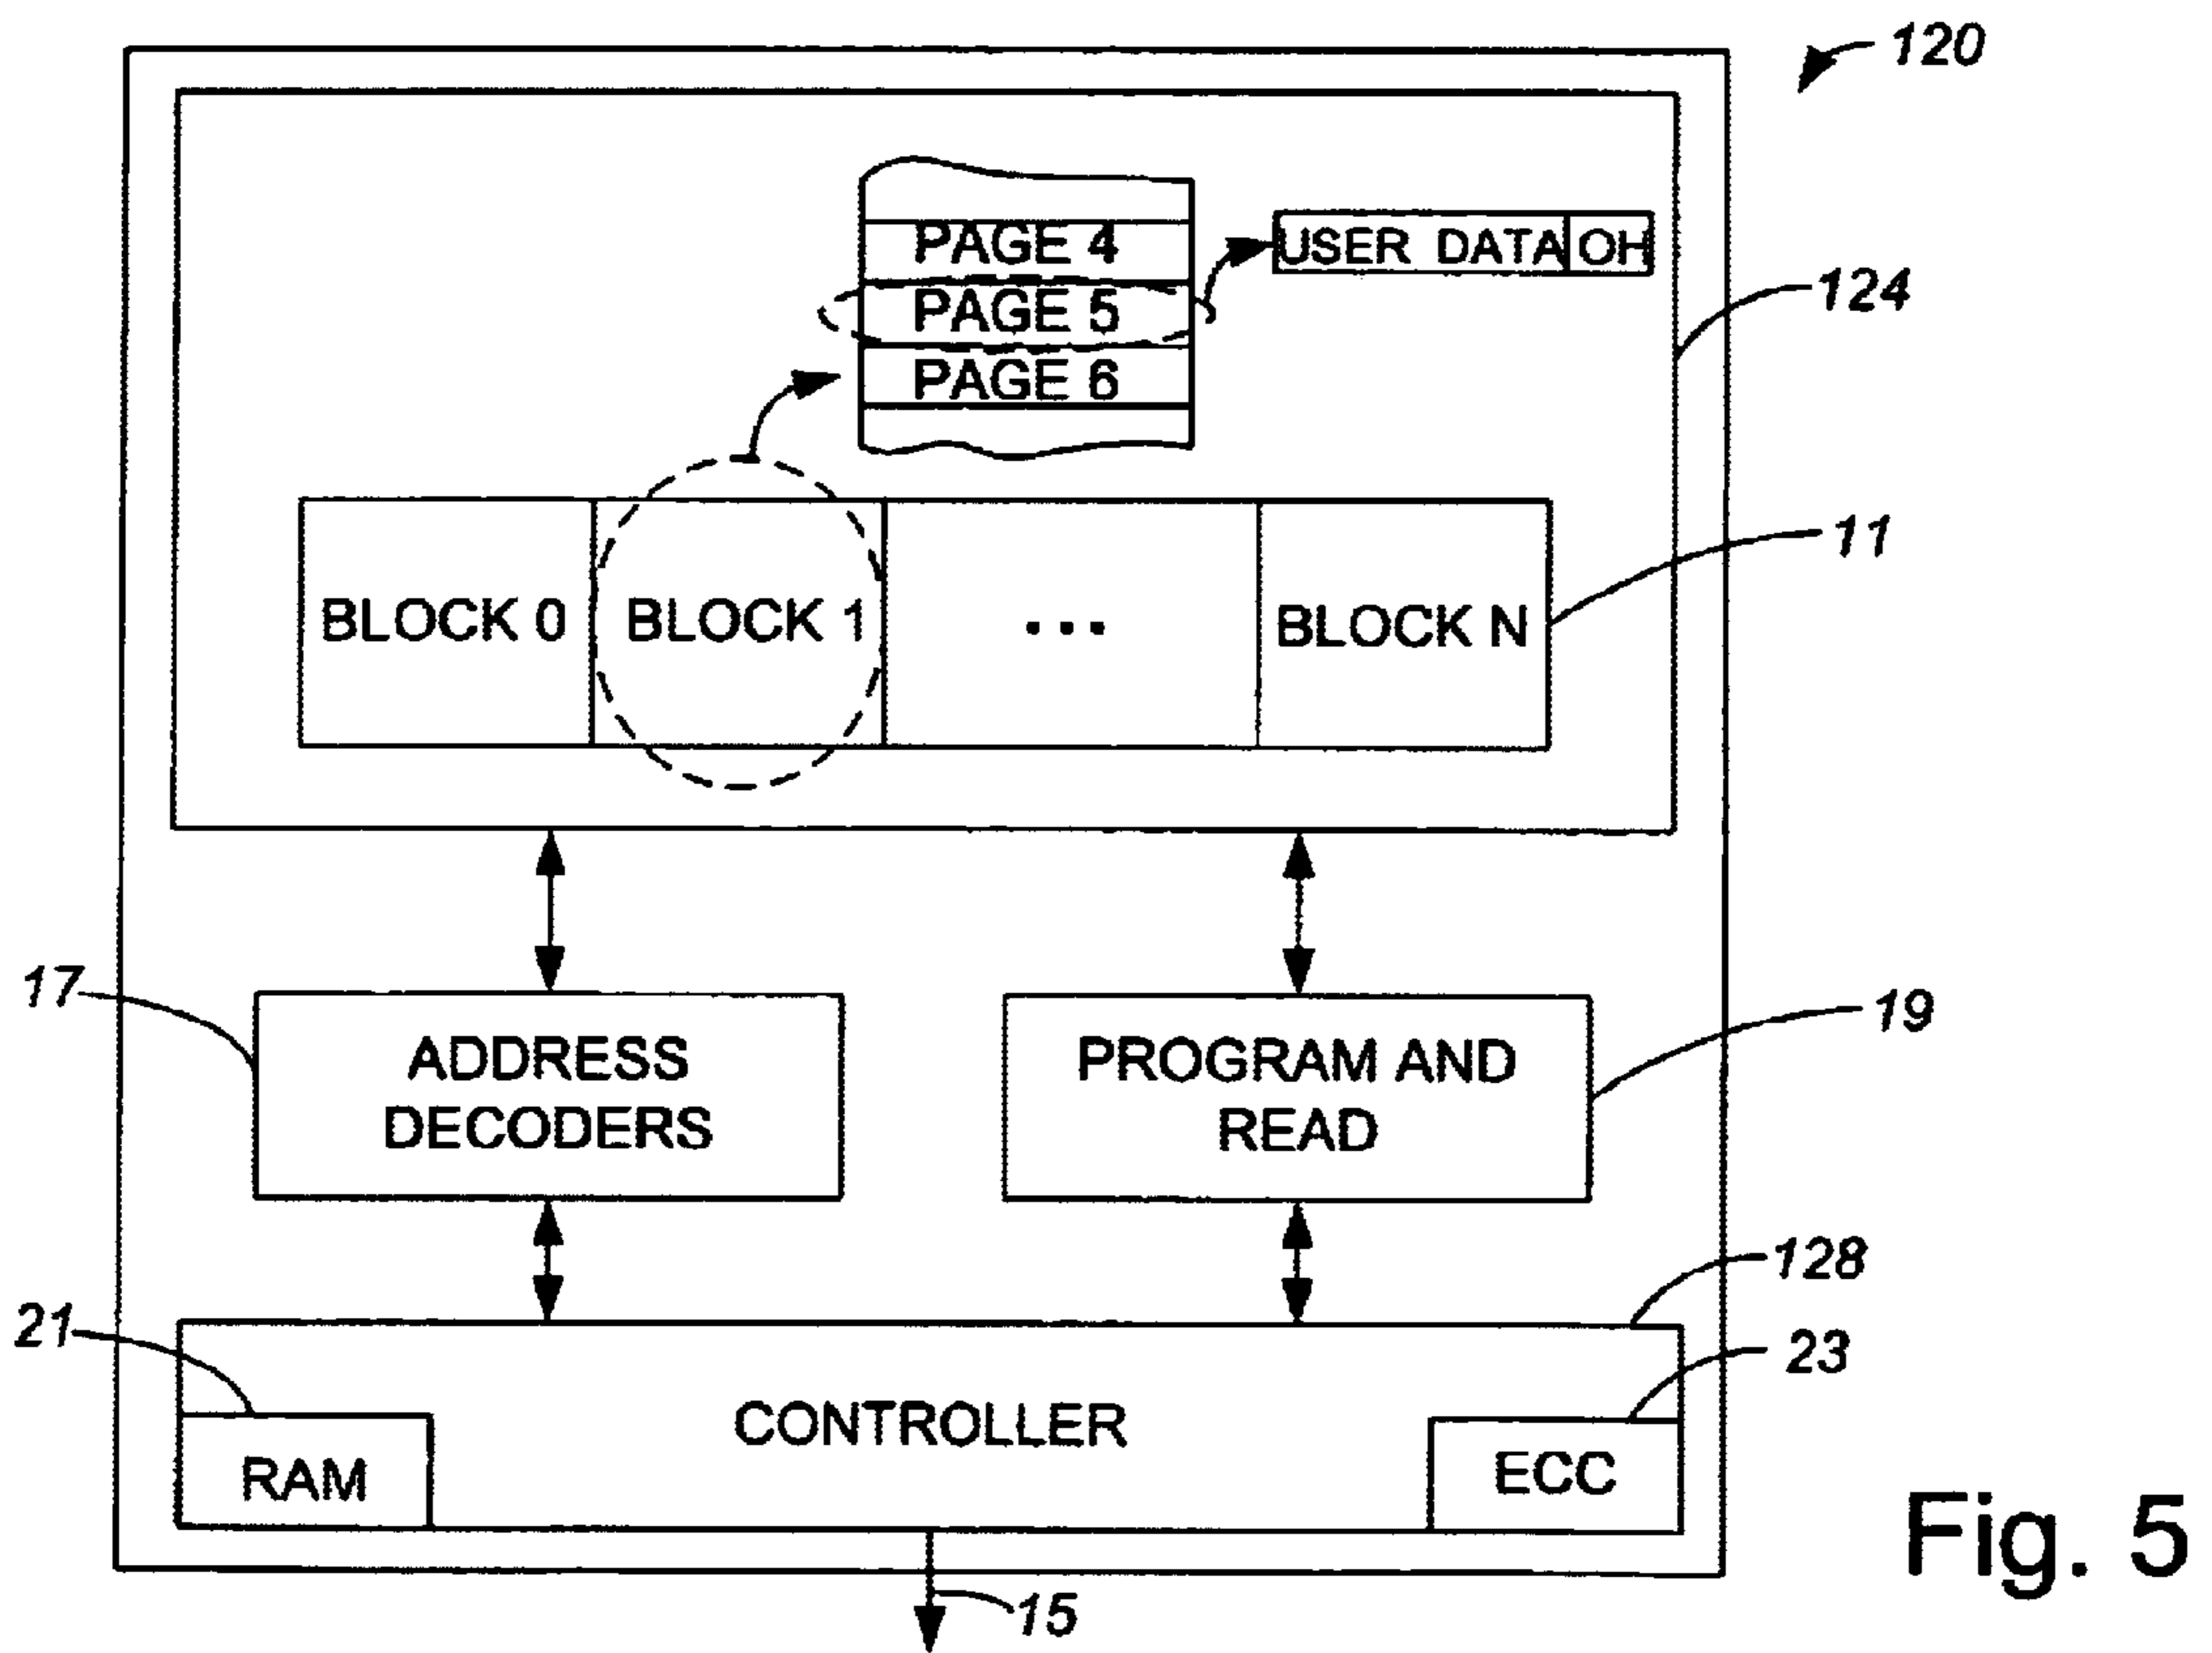 120
PAGE 4
USER DATA OH
PAGE 5
124
PAGE 6
11
BLOCK 0 BLOCK 1 ... BLOCK N
17
19
ADDRESS
DECODERS
PROGRAM AND
READ
128
21
23
CONTROLLER
RAM
ECC
Fig. 5
15